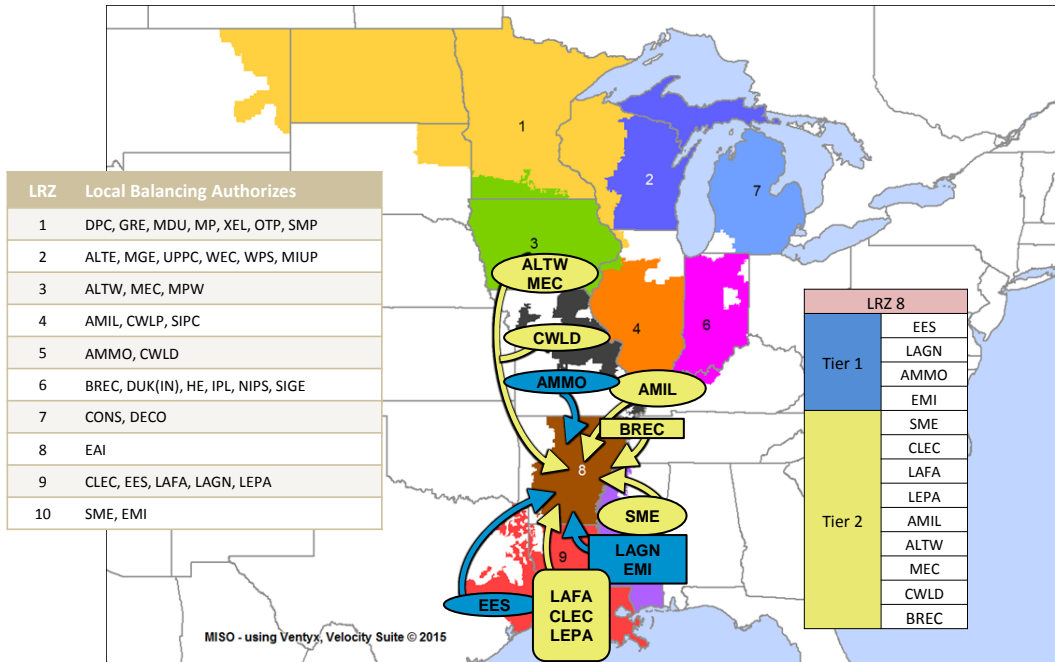 LRZ Local Balancing Authorizes
1 DPC, GRE, MDU, MP, XEL, OTP, SMP
2 ALTE, MGE, UPPC, WEC, WPS, MIUP
3 ALTW, MEC, MPW
4 AMIL, CWLP, SIPC
5 AMMO, CWLD
6 BREC, DUK(IN), HE, IPL, NIPS, SIGE
7 CONS, DECO
8 EAI
9 CLEC, EES, LAFA, LAGN, LEPA
10 SME, EMI
1
2
7
3
ALTW
MEC
4
6
CWLD
AMMO
AMIL
BREC
8
SME
9
LAGN
EMI
EES
LAFA
CLEC
LEPA
MISO - using Ventyx, Velocity Suite © 2015
LRZ 8
Tier 1
EES
LAGN
AMMO
EMI
Tier 2
SME
CLEC
LAFA
LEPA
AMIL
ALTW
MEC
CWLD
BREC